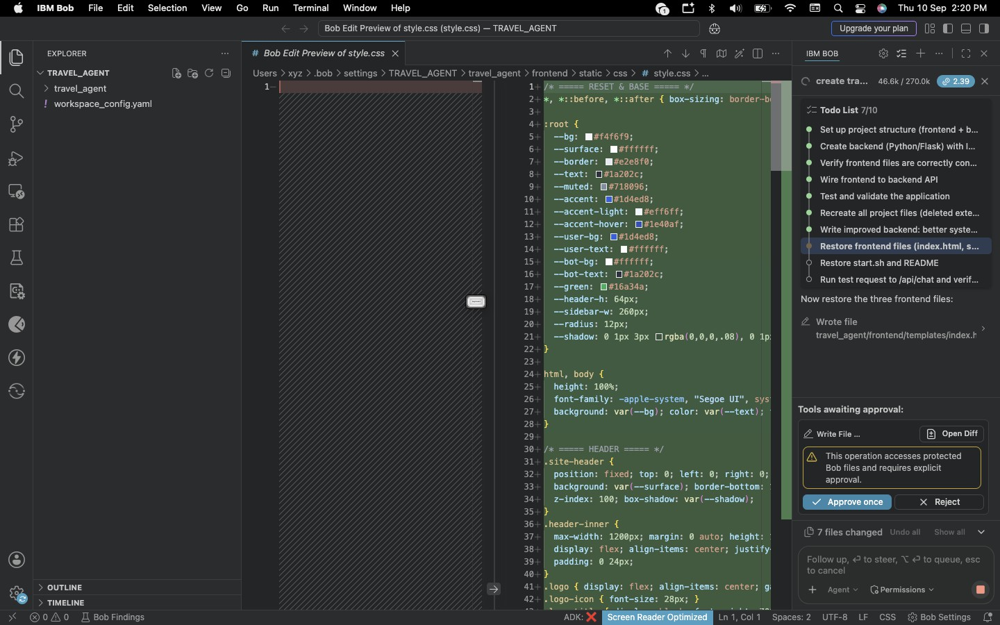 IBM Bob File Edit Selection View Go Run Terminal Window Help 1 Thu 10 Sep 2:20 PM
Bob Edit Preview of style.css (style.css) — TRAVEL_AGENT
Upgrade your plan
EXPLORER
TRAVEL_AGENT
travel_agent
! workspace_config.yaml
OUTLINE
TIMELINE
# Bob Edit Preview of style.css
Users > xyz > .bob > settings > TRAVEL_AGENT > travel_agent > frontend > static > css > # style.css > ...
1—
1+ /* ===== RESET & BASE ===== */
2+ *, *::before, *::after { box-sizing: border-b
3+
4+ :root {
5+ --bg: #f4f6f9;
6+ --surface: #ffffff;
7+ --border: #e2e8f0;
8+ --text: #1a202c;
9+ --muted: #718096;
10+ --accent: #1d4ed8;
11+ --accent-light: #eff6ff;
12+ --accent-hover: #1e40af;
13+ --user-bg: #1d4ed8;
14+ --user-text: #ffffff;
15+ --bot-bg: #ffffff;
16+ --bot-text: #1a202c;
17+ --green: #16a34a;
18+ --header-h: 64px;
19+ --sidebar-w: 260px;
20+ --radius: 12px;
21+ --shadow: 0 1px 3px rgba(0,0,0,.08), 0 1p
22+ }
23+
24+ html, body {
25+ height: 100%;
26+ font-family: -apple-system, "Segoe UI", sys
27+ background: var(--bg); color: var(--text);
28+ }
29+
30+ /* ===== HEADER ===== */
31+ .site-header {
32+ position: fixed; top: 0; left: 0; right: 0;
33+ background: var(--surface); border-bottom:
34+ z-index: 100; box-shadow: var(--shadow);
35+ }
36+ .header-inner {
37+ max-width: 1200px; margin: 0 auto; height:
38+ display: flex; align-items: center; justify-
39+ padding: 0 24px;
40+ }
41+ .logo { display: flex; align-items: center; g
42+ .logo-icon { font-size: 28px; }
IBM BOB
create tra... 46.6k / 270.0k 2.39
Todo List 7/10
Set up project structure (frontend + b...
Create backend (Python/Flask) with l...
Verify frontend files are correctly con...
Wire frontend to backend API
Test and validate the application
Recreate all project files (deleted exte...
Write improved backend: better syste...
Restore frontend files (index.html, s...
Restore start.sh and README
Run test request to /api/chat and verif...
Now restore the three frontend files:
Wrote file
travel_agent/frontend/templates/index.h
Tools awaiting approval:
Write File ...
Open Diff
This operation accesses protected
Bob files and requires explicit
approval.
Approve once
Reject
7 files changed Undo all Show all
Follow up, ⏎ to steer, ⌥ ⏎ to queue, esc
to cancel
Agent
Permissions
0 0 Bob Findings
ADK: ❌ Screen Reader Optimized Ln 1, Col 1 Spaces: 2 UTF-8 LF CSS Bob Settings